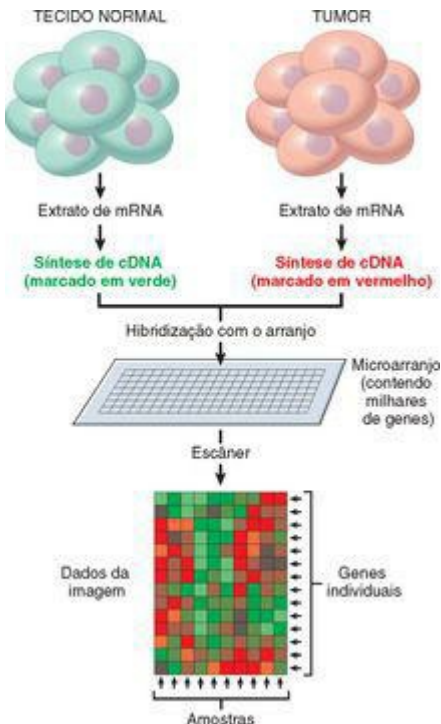 TECIDO NORMAL
TUMOR
Extrato de mRNA
Extrato de mRNA
Síntese de cDNA
(marcado em verde)
Síntese de cDNA
(marcado em vermelho)
Hibridização com o arranjo
Microarranjo
(contendo
milhares
de genes)
Escâner
Dados da
imagem
Genes
individuais
Amostras